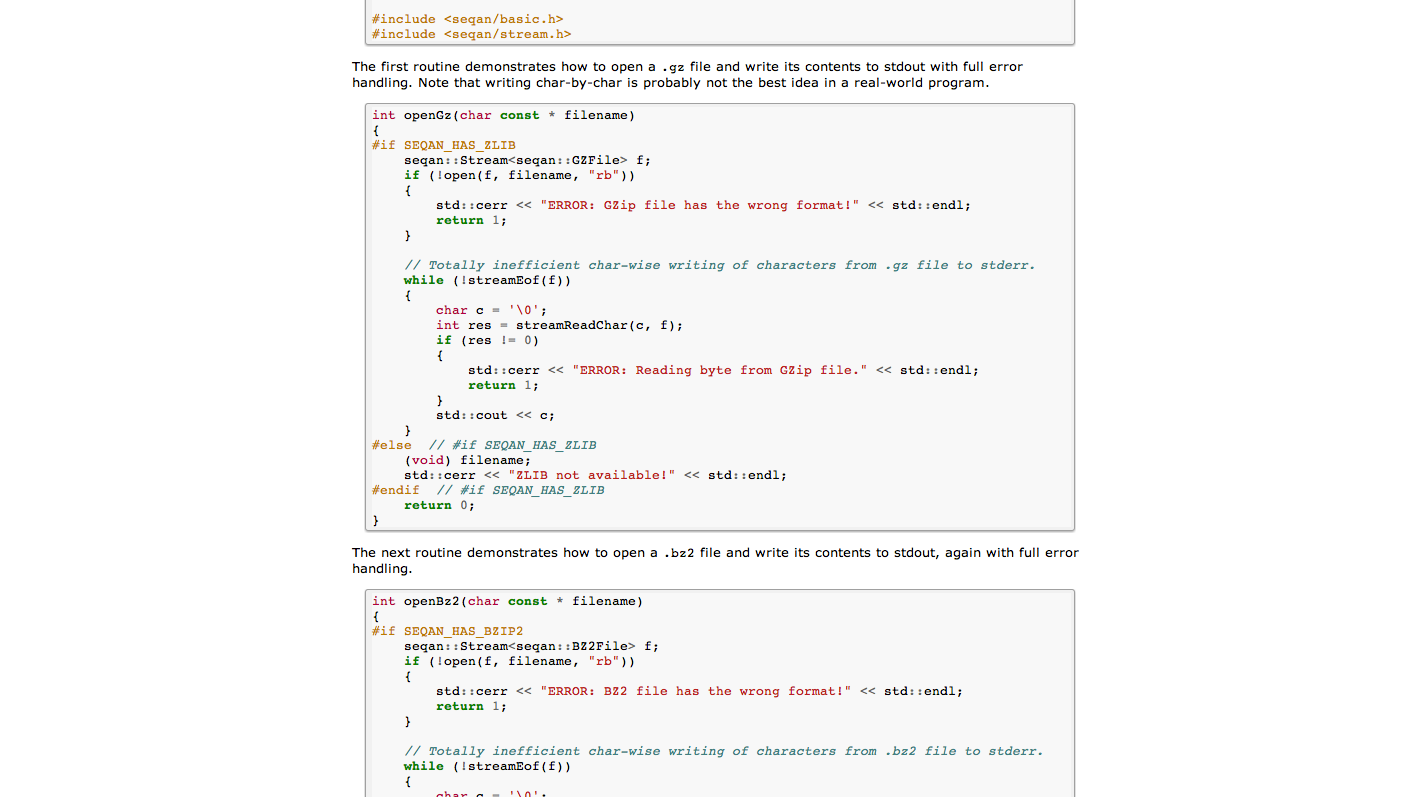 #include <seqan/basic.h>
#include <seqan/stream.h>
The first routine demonstrates how to open a .gz file and write its contents to stdout with full error
handling. Note that writing char-by-char is probably not the best idea in a real-world program.
int openGz(char const * filename)
{
#if SEQAN_HAS_ZLIB
    seqan::Stream<seqan::GZFile> f;
    if (!open(f, filename, "rb"))
    {
        std::cerr << "ERROR: GZip file has the wrong format!" << std::endl;
        return 1;
    }

    // Totally inefficient char-wise writing of characters from .gz file to stderr.
    while (!streamEof(f))
    {
        char c = '\0';
        int res = streamReadChar(c, f);
        if (res != 0)
        {
            std::cerr << "ERROR: Reading byte from GZip file." << std::endl;
            return 1;
        }
        std::cout << c;
    }
#else  // #if SEQAN_HAS_ZLIB
    (void) filename;
    std::cerr << "ZLIB not available!" << std::endl;
#endif  // #if SEQAN_HAS_ZLIB
    return 0;
}
The next routine demonstrates how to open a .bz2 file and write its contents to stdout, again with full error
handling.
int openBz2(char const * filename)
{
#if SEQAN_HAS_BZIP2
    seqan::Stream<seqan::BZ2File> f;
    if (!open(f, filename, "rb"))
    {
        std::cerr << "ERROR: BZ2 file has the wrong format!" << std::endl;
        return 1;
    }

    // Totally inefficient char-wise writing of characters from .bz2 file to stderr.
    while (!streamEof(f))
    {
        char c = '\0';